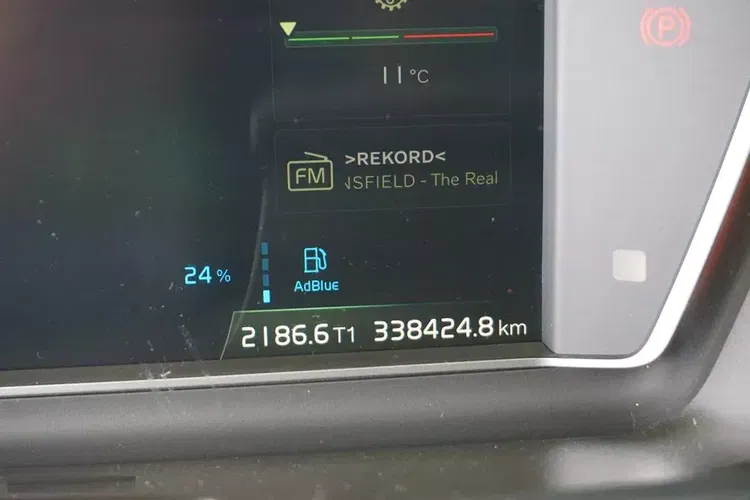 11 °C
P
>REKORD<
FM
NSFIELD - The Real
24 %
AdBlue
2186.6 T1 338424.8 km